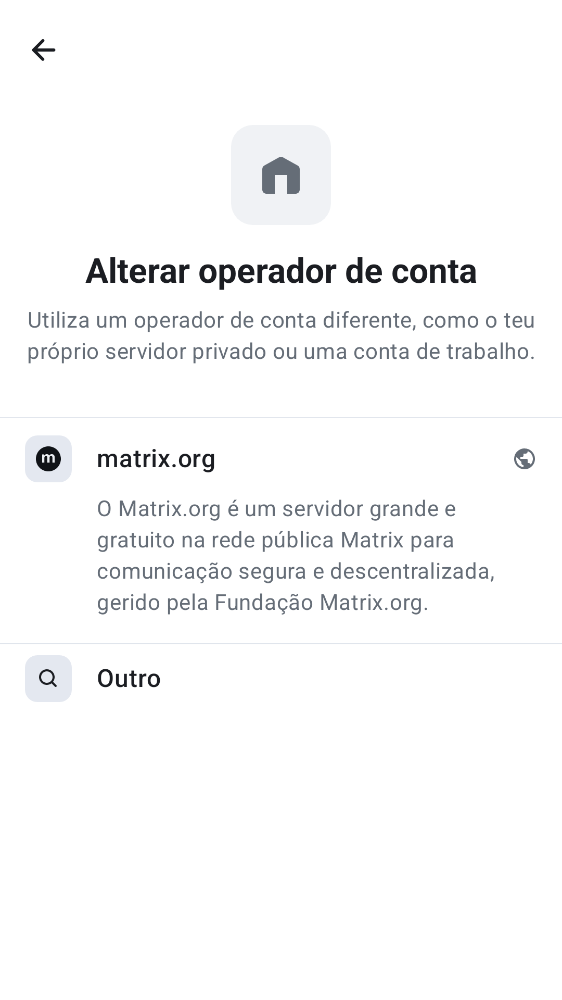 Alterar operador de conta
Utiliza um operador de conta diferente, como o teu
próprio servidor privado ou uma conta de trabalho.
m
matrix.org
O Matrix.org é um servidor grande e
gratuito na rede pública Matrix para
comunicação segura e descentralizada,
gerido pela Fundação Matrix.org.
Outro